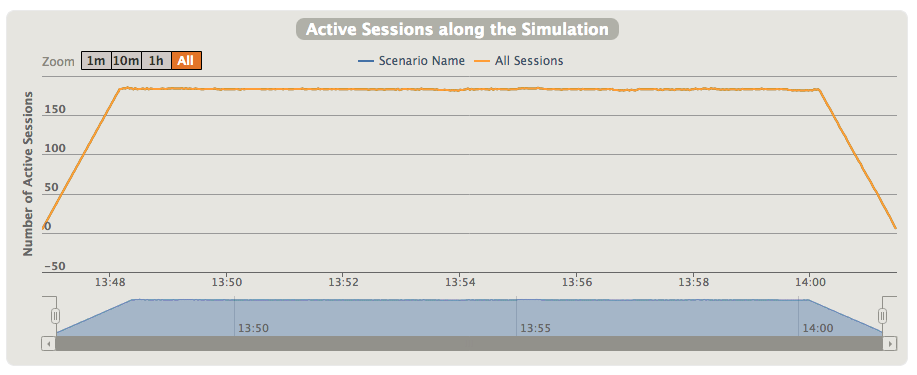 Active Sessions along the Simulation
Zoom 1m 10m 1h All
Scenario Name All Sessions
Number of Active Sessions
150
100
50
0
−50
13:48 13:50 13:52 13:54 13:56 13:58 14:00
13:50 13:55 14:00